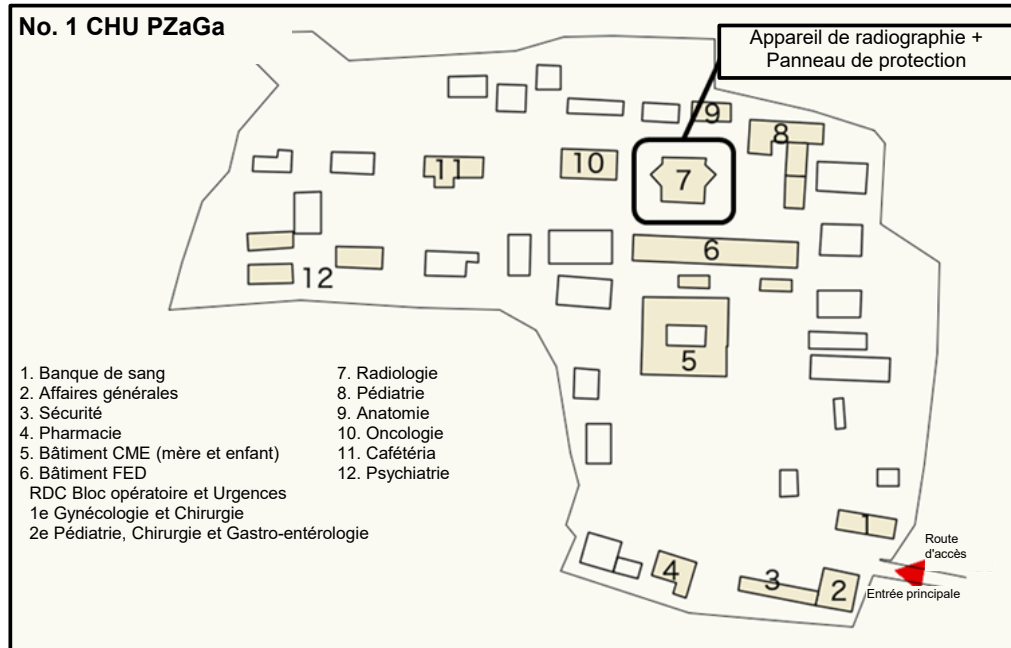 No. 1 CHU PZaGa
Appareil de radiographie +
Panneau de protection
9
8
11
10
7
6
12
5
1. Banque de sang
2. Affaires générales
3. Sécurité
4. Pharmacie
5. Bâtiment CME (mère et enfant)
6. Bâtiment FED
RDC Bloc opératoire et Urgences
1e Gynécologie et Chirurgie
2e Pédiatrie, Chirurgie et Gastro-entérologie
7. Radiologie
8. Pédiatrie
9. Anatomie
10. Oncologie
11. Cafétéria
12. Psychiatrie
1
Route
d'accès
4
3
2
Entrée principale